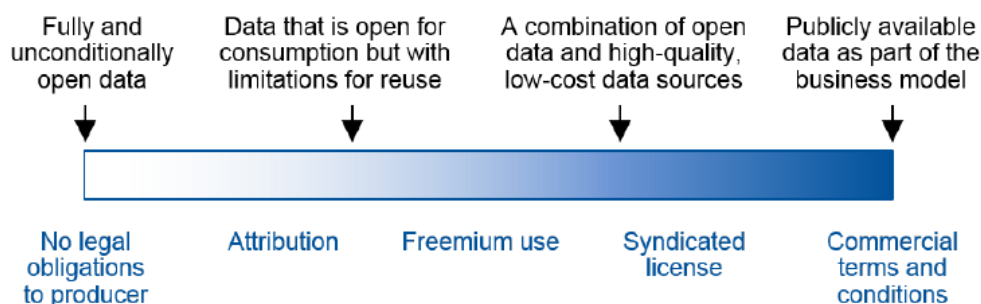 Fully and
unconditionally
open data
Data that is open for
consumption but with
limitations for reuse
A combination of open
data and high-quality,
low-cost data sources
Publicly available
data as part of the
business model
No legal
obligations
to producer
Attribution
Freemium use
Syndicated
license
Commercial
terms and
conditions